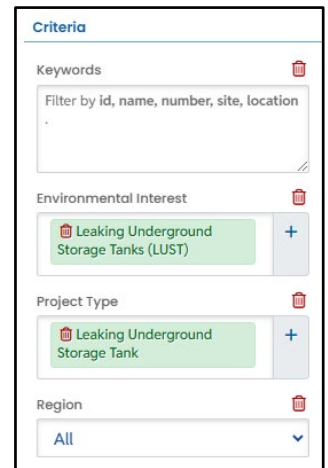 Criteria
Keywords
Filter by id, name, number, site, location
.
Environmental Interest
Leaking Underground
Storage Tanks (LUST)
+
Project Type
Leaking Underground
Storage Tank
+
Region
All